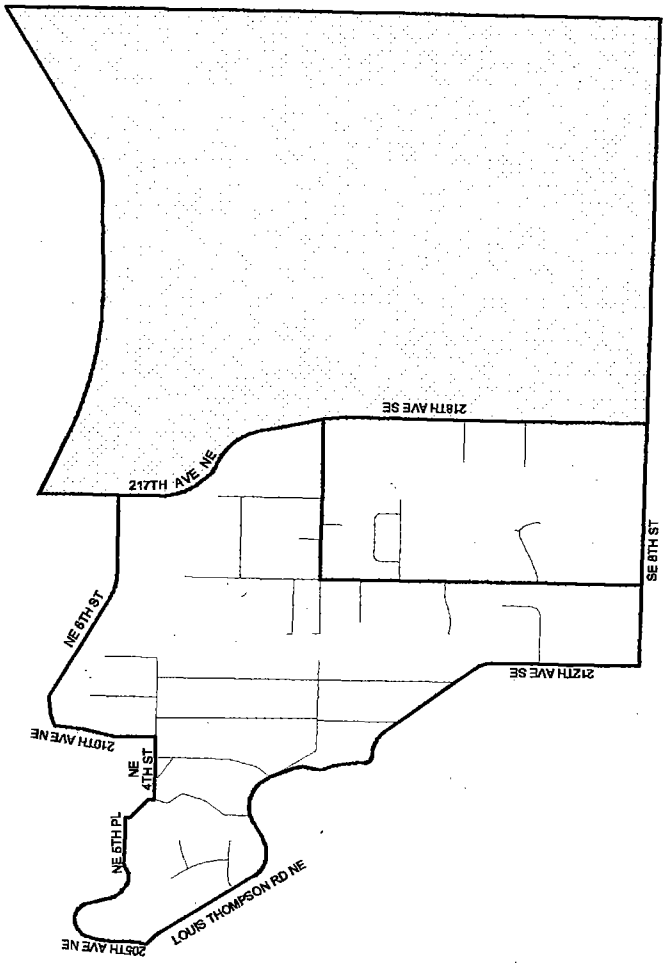 218TH AVE SE
217TH AVE NE
SE 8TH ST
NE 6TH ST
212TH AVE SE
210TH AVE NE
NE
4TH ST
NE 5TH PL
LOUIS THOMPSON RD NE
205TH AVE NE